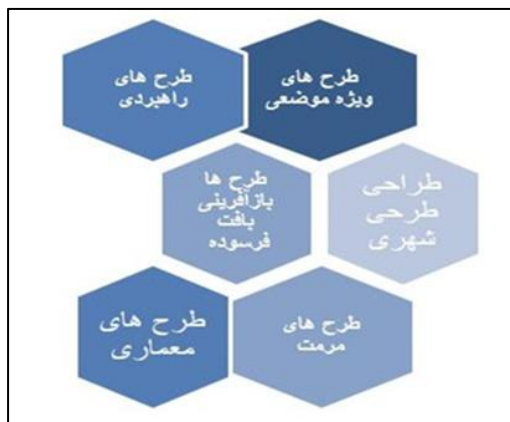 طرح های
ویژه موضعی
طرح های
راهبردی
طراحی
طرحی
شهری
طرح ها
بازآفرینی
بافت
فرسوده
طرح های
مرمت
طرح های
معماری